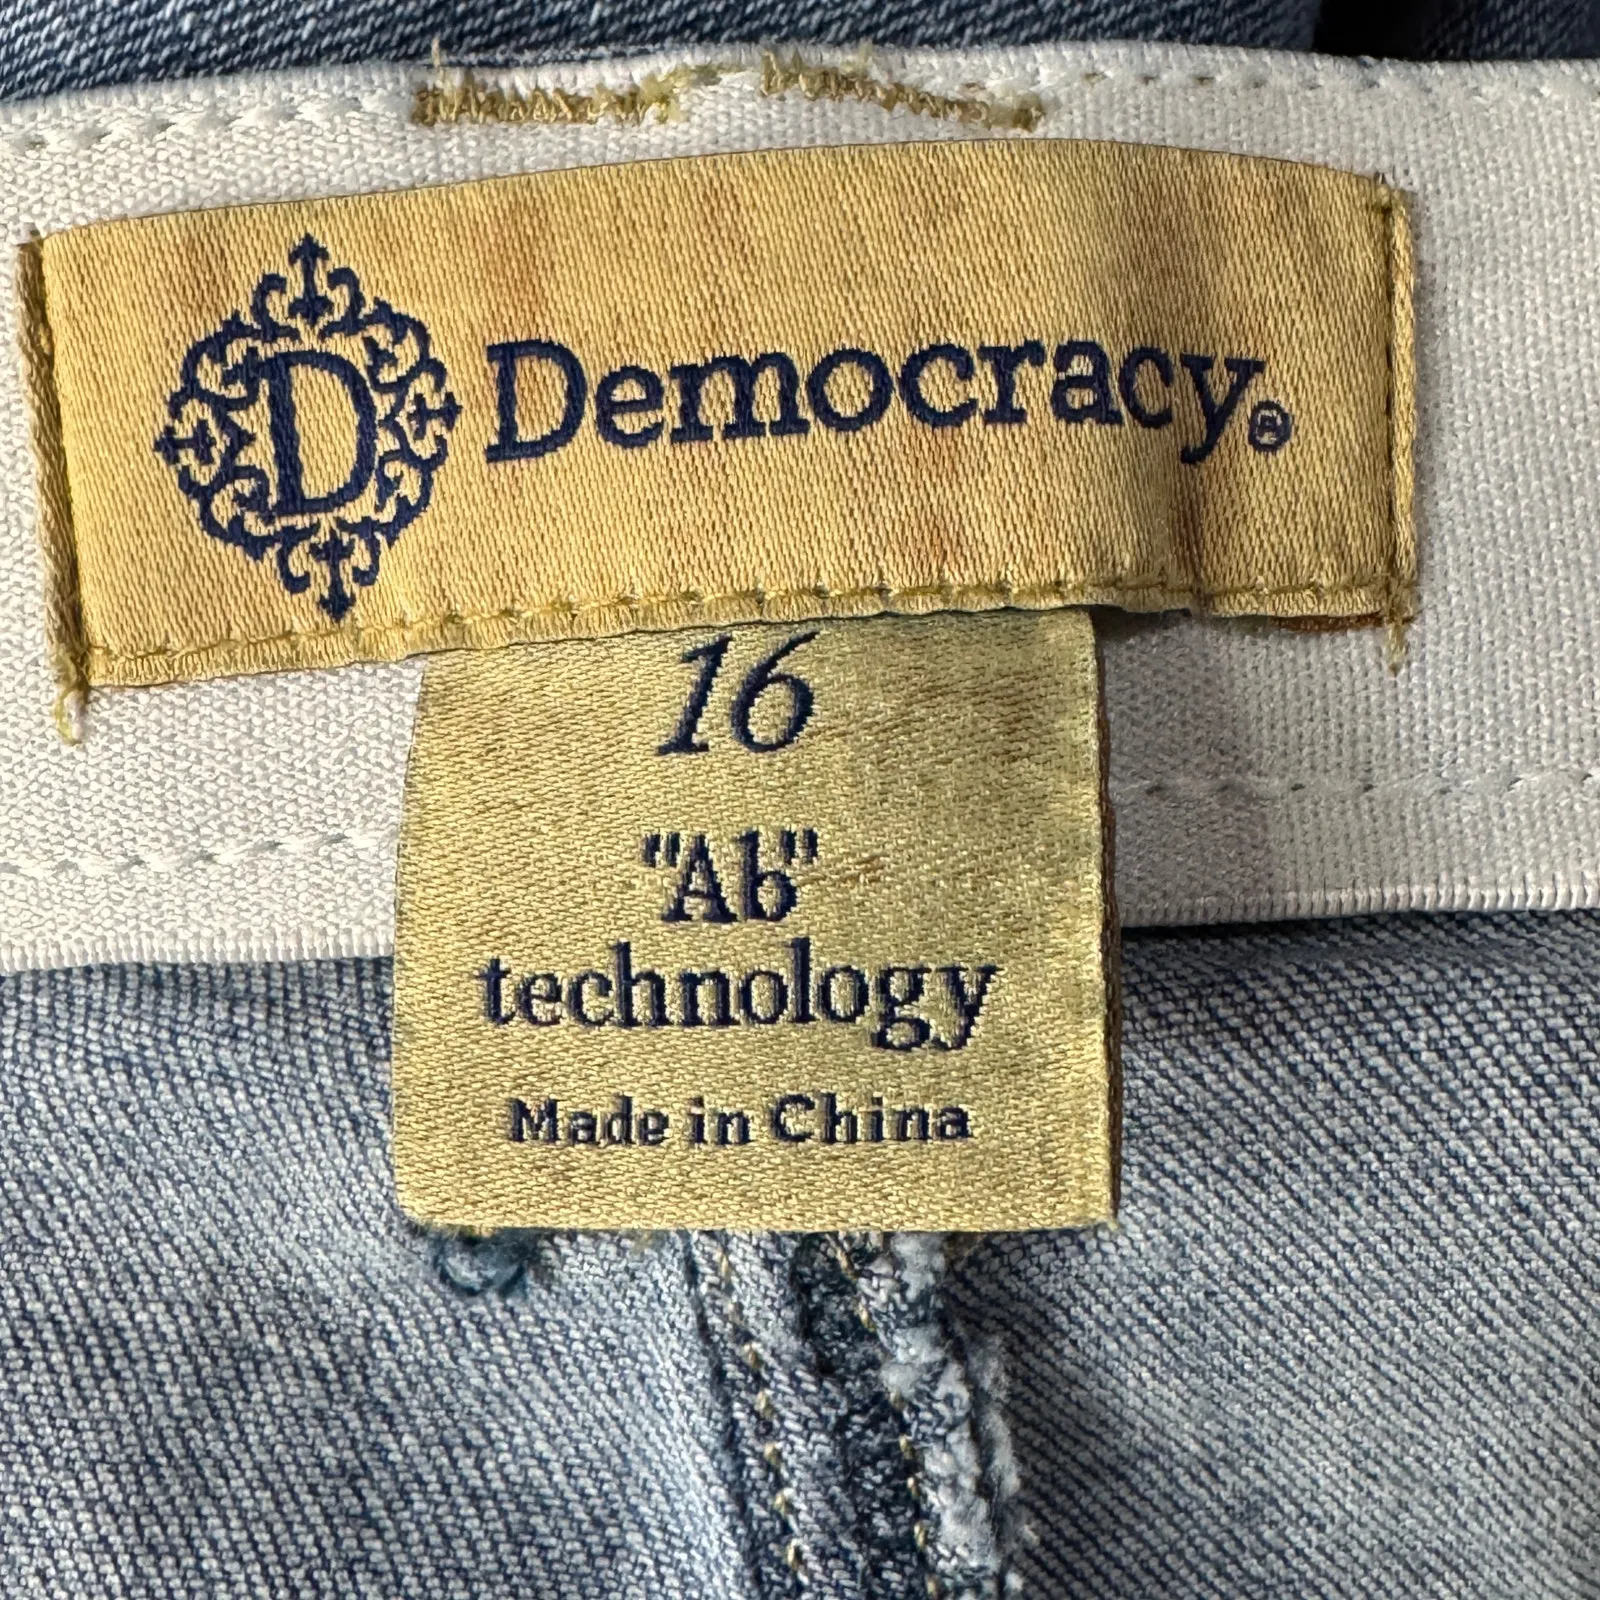 D Democracy®
16
"Ab"
technology
Made in China